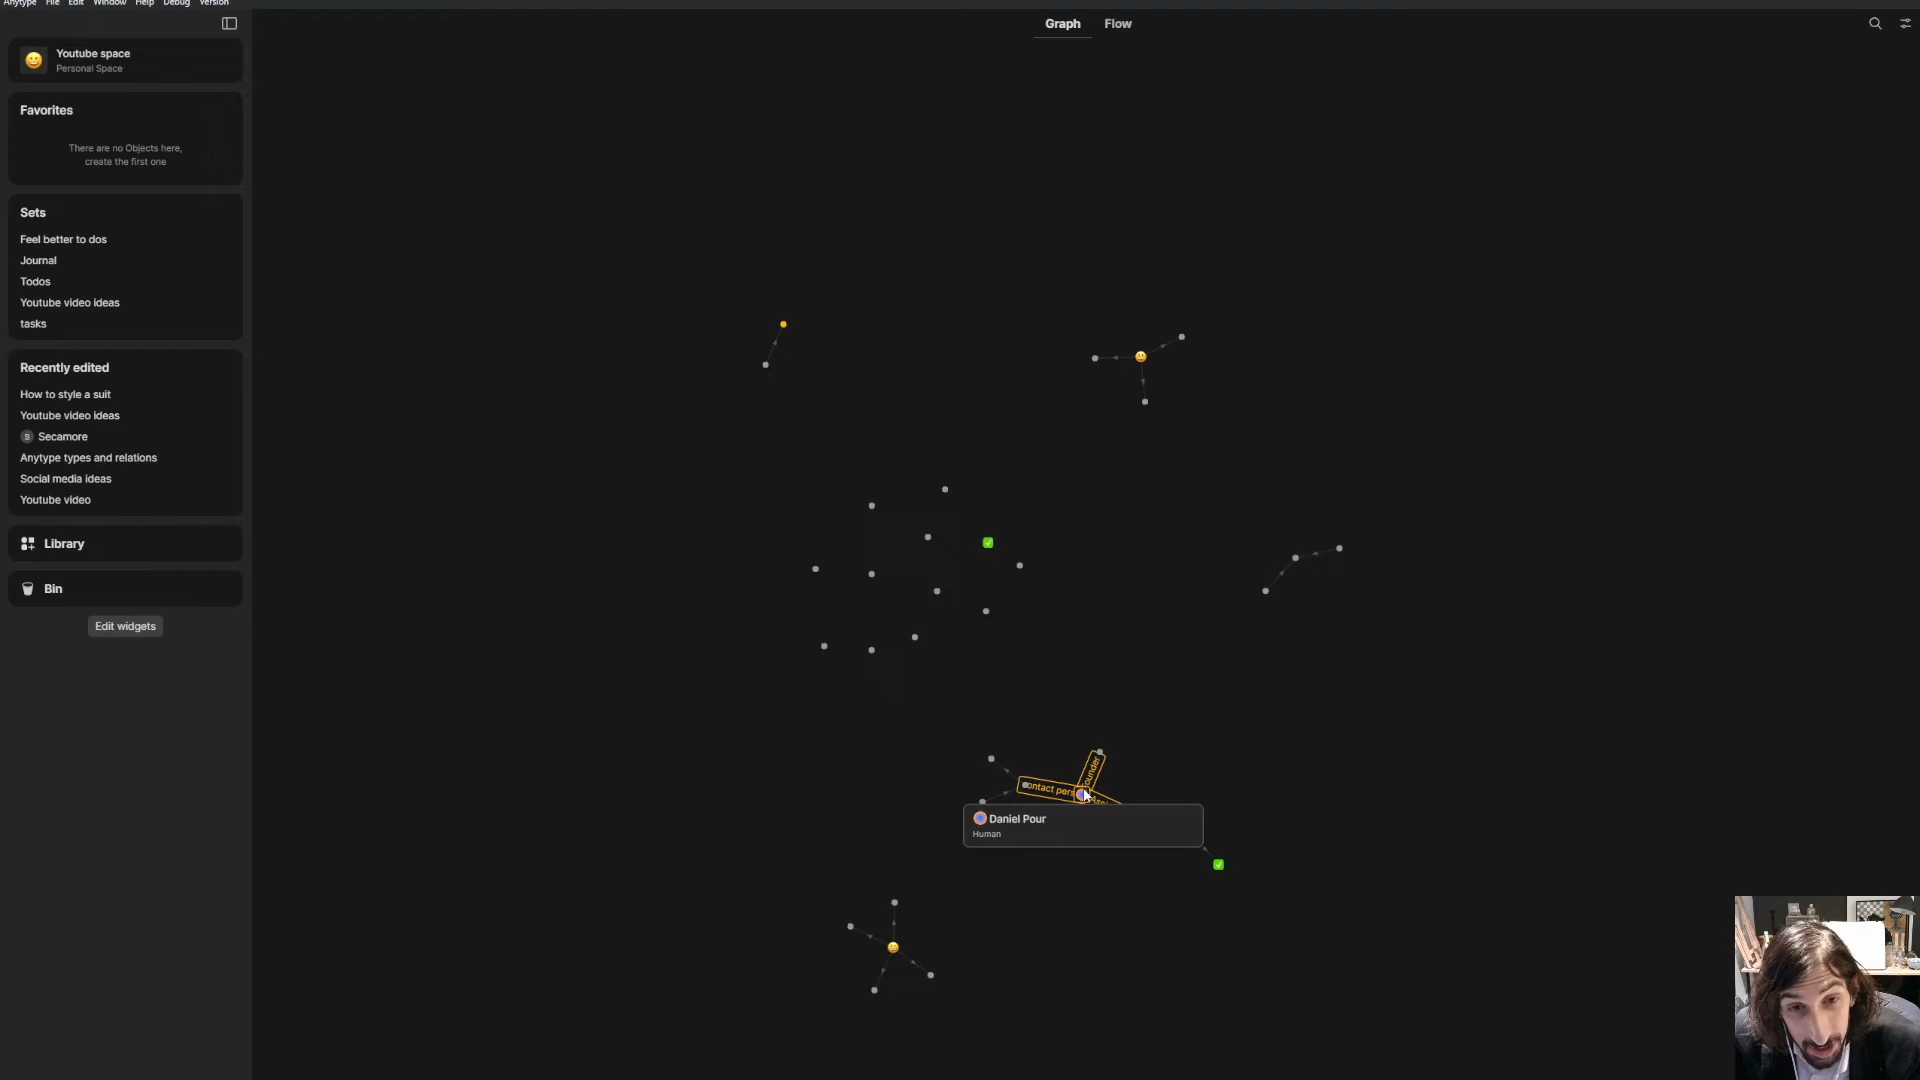 Anytype File Edit Window Help Debug Version
Graph Flow
Youtube space
Personal Space
Favorites
There are no Objects here,
create the first one
Sets
Feel better to dos
Journal
Todos
Youtube video ideas
tasks
Recently edited
How to style a suit
Youtube video ideas
S Secamore
Anytype types and relations
Social media ideas
Youtube video
Library
Bin
Edit widgets
Daniel Pour
Human